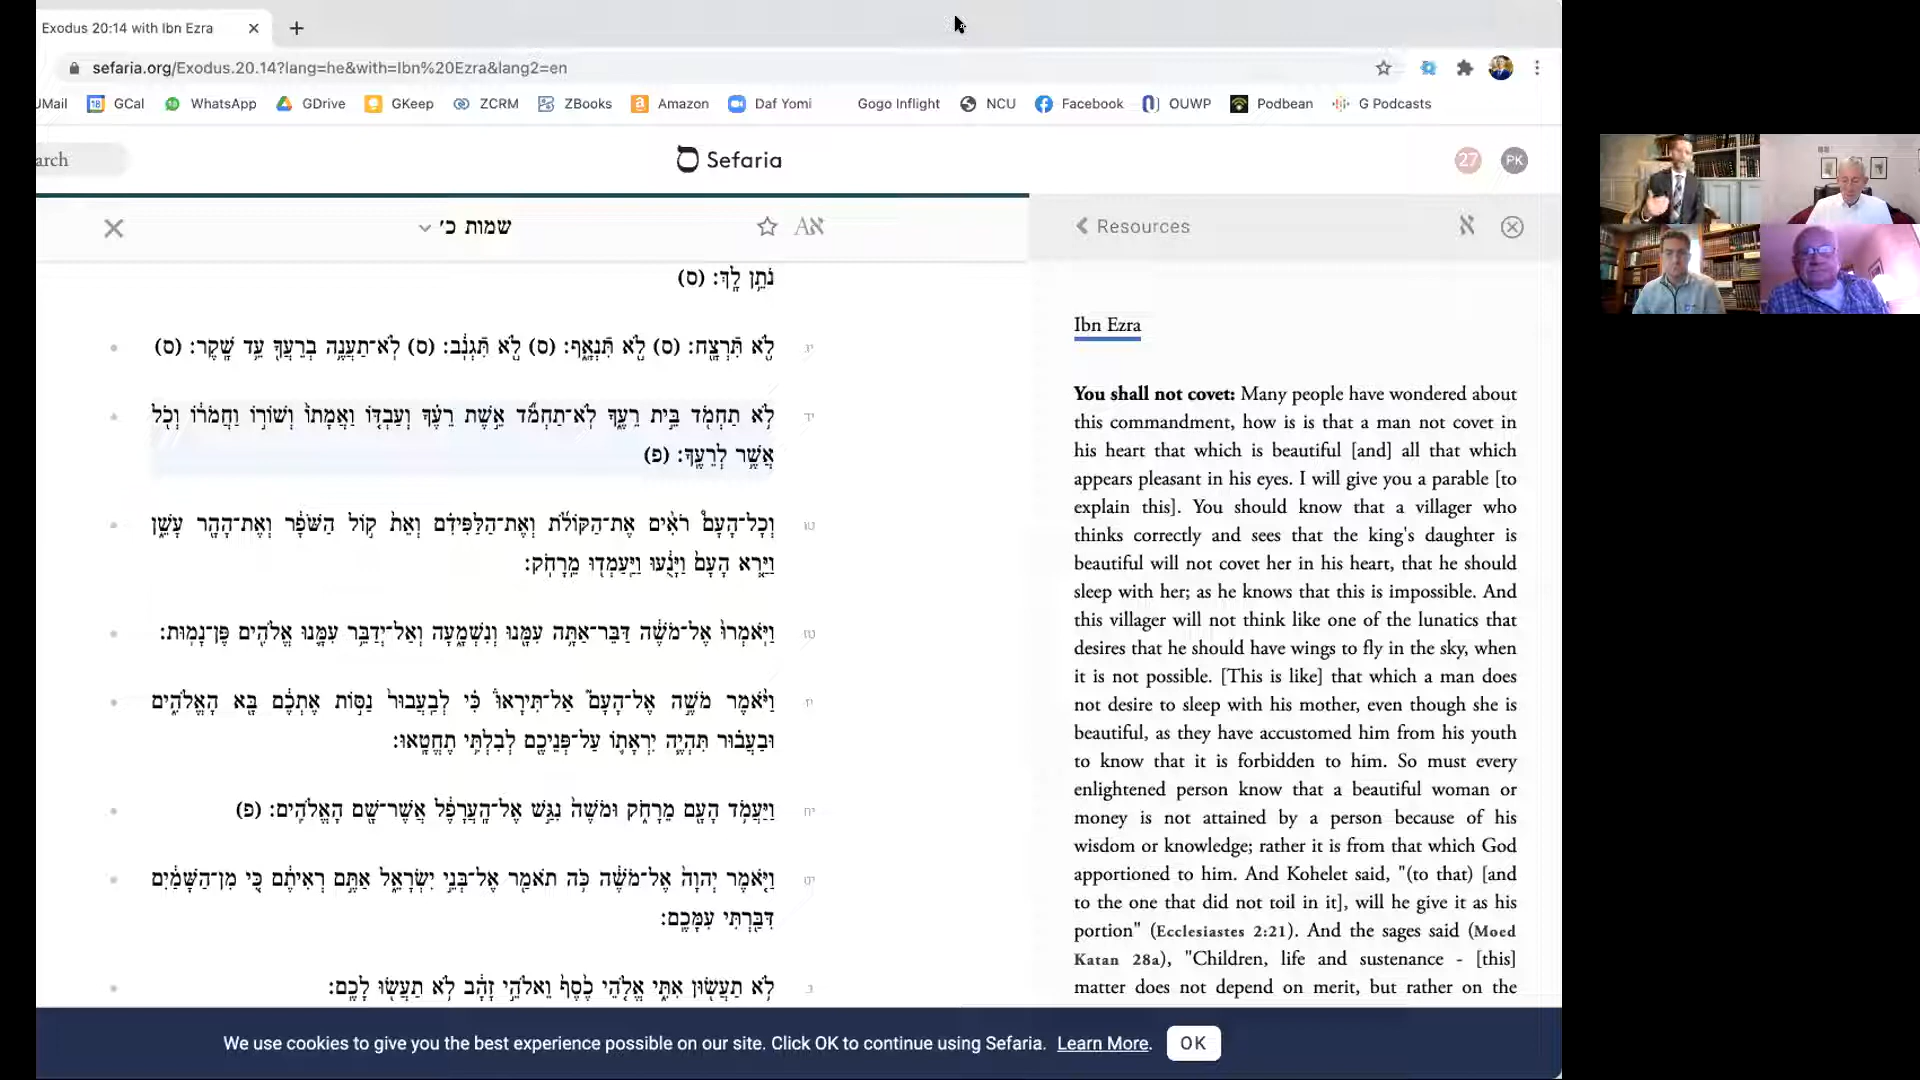 Exodus 20:14 with Ibn Ezra
sefaria.org/Exodus.20.14?lang=he&with=Ibn%20Ezra&lang2=en
UMail GCal WhatsApp GDrive GKeep ZCRM ZBooks Amazon Daf Yomi Gogo Inflight NCU Facebook OUWP Podbean G Podcasts
arch
Sefaria
27 PK
שמות כ׳
Aא
Resources
א
נֹתֵ֥ן לָֽךְ׃ (ס)
יג לֹ֥א תִּרְצָ֖ח׃ (ס) לֹ֣א תִּנְאָ֑ף׃ (ס) לֹ֣א תִּגְנֹ֔ב׃ (ס) לֹֽא־תַעֲנֶ֥ה בְרֵעֲךָ֖ עֵ֥ד שָֽׁקֶר׃ (ס)
יד לֹ֥א תַחְמֹ֖ד בֵּ֣ית רֵעֶ֑ךָ לֹֽא־תַחְמֹ֞ד אֵ֣שֶׁת רֵעֶ֗ךָ וְעַבְדּ֤וֹ וַאֲמָתוֹ֙ וְשׁוֹר֣וֹ וַחֲמֹר֔וֹ וְכֹ֖ל
אֲשֶׁ֥ר לְרֵעֶֽךָ׃ (פ)
טו וְכָל־הָעָם֩ רֹאִ֨ים אֶת־הַקּוֹלֹ֜ת וְאֶת־הַלַּפִּידִ֗ם וְאֵת֙ ק֣וֹל הַשֹּׁפָ֔ר וְאֶת־הָהָ֖ר עָשֵׁ֑ן
וַיַּ֤רְא הָעָם֙ וַיָּנֻ֔עוּ וַיַּֽעַמְד֖וּ מֵֽרָחֹֽק׃
טז וַיֹּֽאמְרוּ֙ אֶל־מֹשֶׁ֔ה דַּבֵּר־אַתָּ֥ה עִמָּ֖נוּ וְנִשְׁמָ֑עָה וְאַל־יְדַבֵּ֥ר עִמָּ֛נוּ אֱלֹהִ֖ים פֶּן־נָמֽוּת׃
יז וַיֹּ֨אמֶר מֹשֶׁ֣ה אֶל־הָעָם֮ אַל־תִּירָאוּ֒ כִּ֗י לְבַֽעֲבוּר֙ נַסּ֣וֹת אֶתְכֶ֔ם בָּ֖א הָאֱלֹהִ֑ים
וּבַעֲב֗וּר תִּהְיֶ֧ה יִרְאָת֛וֹ עַל־פְּנֵיכֶ֖ם לְבִלְתִּ֥י תֶחֱטָֽאוּ׃
יח וַיַּעֲמֹ֥ד הָעָ֖ם מֵרָחֹ֑ק וּמֹשֶׁה֙ נִגַּ֣שׁ אֶל־הָֽעֲרָפֶ֔ל אֲשֶׁר־שָׁ֖ם הָאֱלֹהִֽים׃ (פ)
יט וַיֹּ֤אמֶר יְהוָה֙ אֶל־מֹשֶׁ֔ה כֹּ֥ה תֹאמַ֖ר אֶל־בְּנֵ֣י יִשְׂרָאֵ֑ל אַתֶּ֣ם רְאִיתֶ֔ם כִּ֚י מִן־הַשָּׁמַ֔יִם
דִּבַּ֖רְתִּי עִמָּכֶֽם׃
כ לֹ֥א תַעֲשׂ֖וּן אִתִּ֑י אֱלֹ֤הֵי כֶ֙סֶף֙ וֵאלֹהֵ֣י זָהָ֔ב לֹ֥א תַעֲשׂ֖וּ לָכֶֽם׃
Ibn Ezra
You shall not covet: Many people have wondered about
this commandment, how is is that a man not covet in
his heart that which is beautiful [and] all that which
appears pleasant in his eyes. I will give you a parable [to
explain this]. You should know that a villager who
thinks correctly and sees that the king's daughter is
beautiful will not covet her in his heart, that he should
sleep with her; as he knows that this is impossible. And
this villager will not think like one of the lunatics that
desires that he should have wings to fly in the sky, when
it is not possible. [This is like] that which a man does
not desire to sleep with his mother, even though she is
beautiful, as they have accustomed him from his youth
to know that it is forbidden to him. So must every
enlightened person know that a beautiful woman or
money is not attained by a person because of his
wisdom or knowledge; rather it is from that which God
apportioned to him. And Kohelet said, "(to that) [and
to the one that did not toil in it], will he give it as his
portion" (Ecclesiastes 2:21). And the sages said (Moed
Katan 28a), "Children, life and sustenance - [this]
matter does not depend on merit, but rather on the
We use cookies to give you the best experience possible on our site. Click OK to continue using Sefaria. Learn More. OK